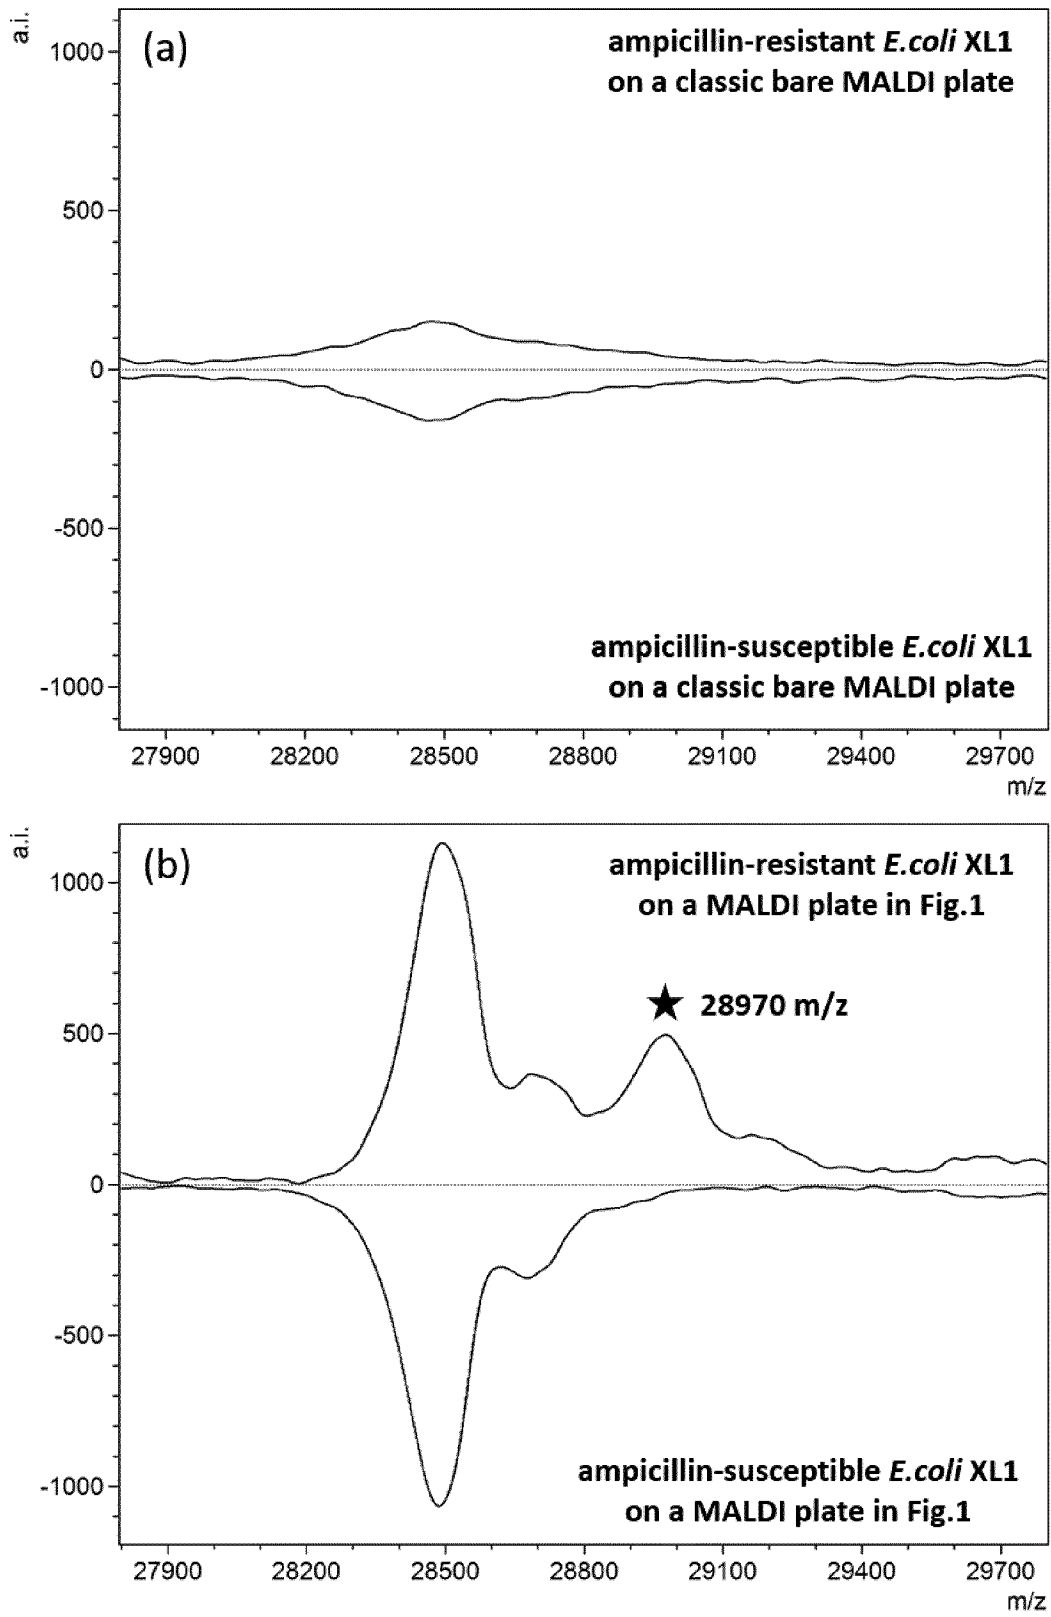 a.i.
(a)
ampicillin-resistant E.coli XL1
on a classic bare MALDI plate
1000
500
0
-500
-1000
ampicillin-susceptible E.coli XL1
on a classic bare MALDI plate
27900 28200 28500 28800 29100 29400 29700
m/z
a.i.
(b)
ampicillin-resistant E.coli XL1
on a MALDI plate in Fig.1
1000
★ 28970 m/z
500
0
-500
-1000
ampicillin-susceptible E.coli XL1
on a MALDI plate in Fig.1
27900 28200 28500 28800 29100 29400 29700
m/z